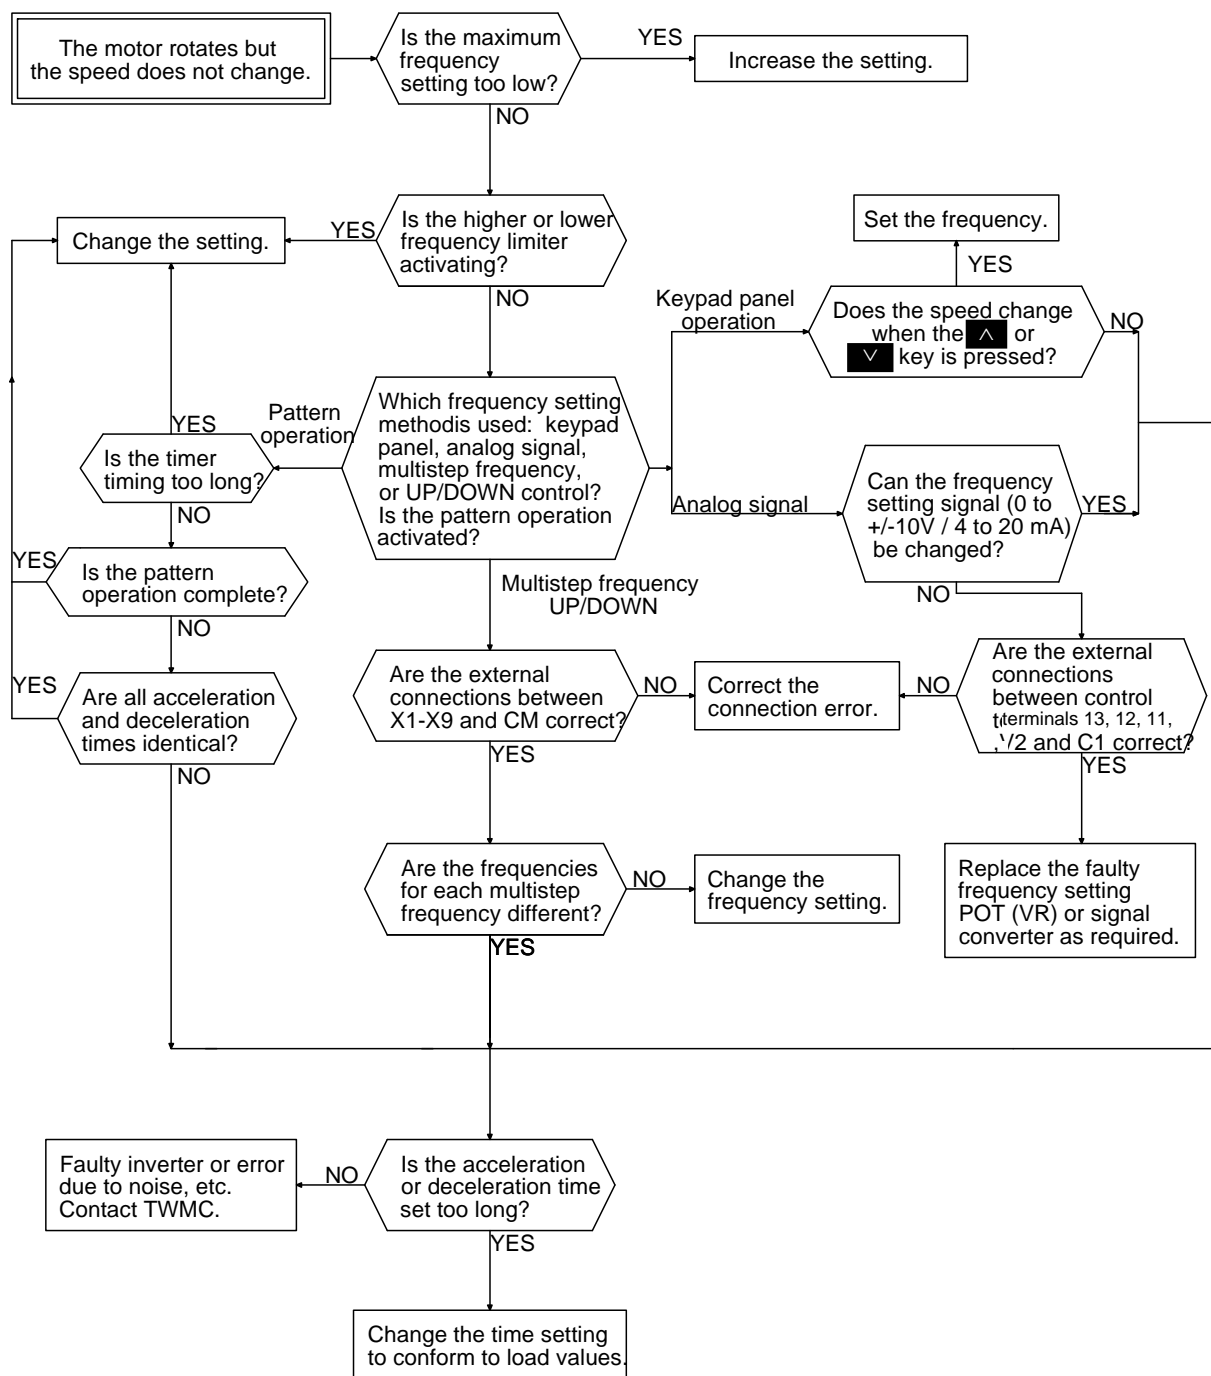 The motor rotates but
the speed does not change.
Is the maximum
frequency
setting too low?
YES
Increase the setting.
NO
Is the higher or lower
frequency limiter
activating?
YES
Change the setting.
NO
Set the frequency.
YES
Keypad panel
operation
Does the speed change
when the ∧ or
∨ key is pressed?
NO
Which frequency setting
methodis used: keypad
panel, analog signal,
multistep frequency,
or UP/DOWN control?
Is the pattern operation
activated?
Pattern
operation
YES
Is the timer
timing too long?
NO
Analog signal
Can the frequency
setting signal (0 to
+/-10V / 4 to 20 mA)
be changed?
YES
NO
YES
Is the pattern
operation complete?
NO
Multistep frequency
UP/DOWN
YES
Are all acceleration
and deceleration
times identical?
NO
Are the external
connections between
X1-X9 and CM correct?
NO
Correct the
connection error.
NO
Are the external
connections
between control
terminals 13, 12, 11,
V2 and C1 correct?
YES
YES
Are the frequencies
for each multistep
frequency different?
NO
Change the
frequency setting.
Replace the faulty
frequency setting
POT (VR) or signal
converter as required.
YES
Faulty inverter or error
due to noise, etc.
Contact TWMC.
NO
Is the acceleration
or deceleration time
set too long?
YES
Change the time setting
to conform to load values.